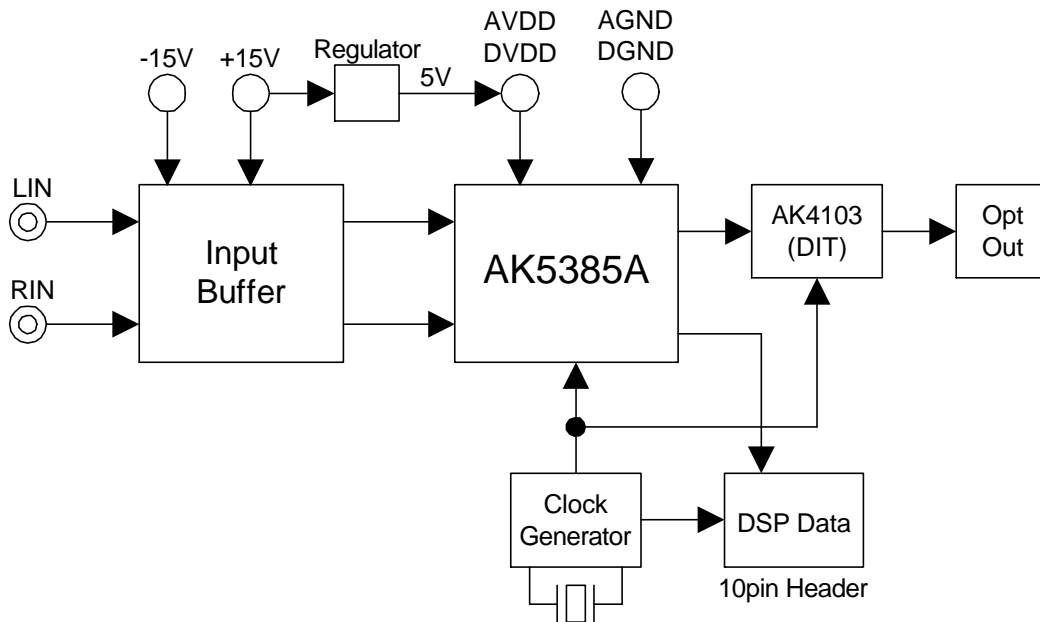 AVDD
DVDD
AGND
DGND
-15V
+15V
Regulator
5V
LIN
RIN
Input
Buffer
AK5385A
AK4103
(DIT)
Opt
Out
Clock
Generator
DSP Data
10pin Header